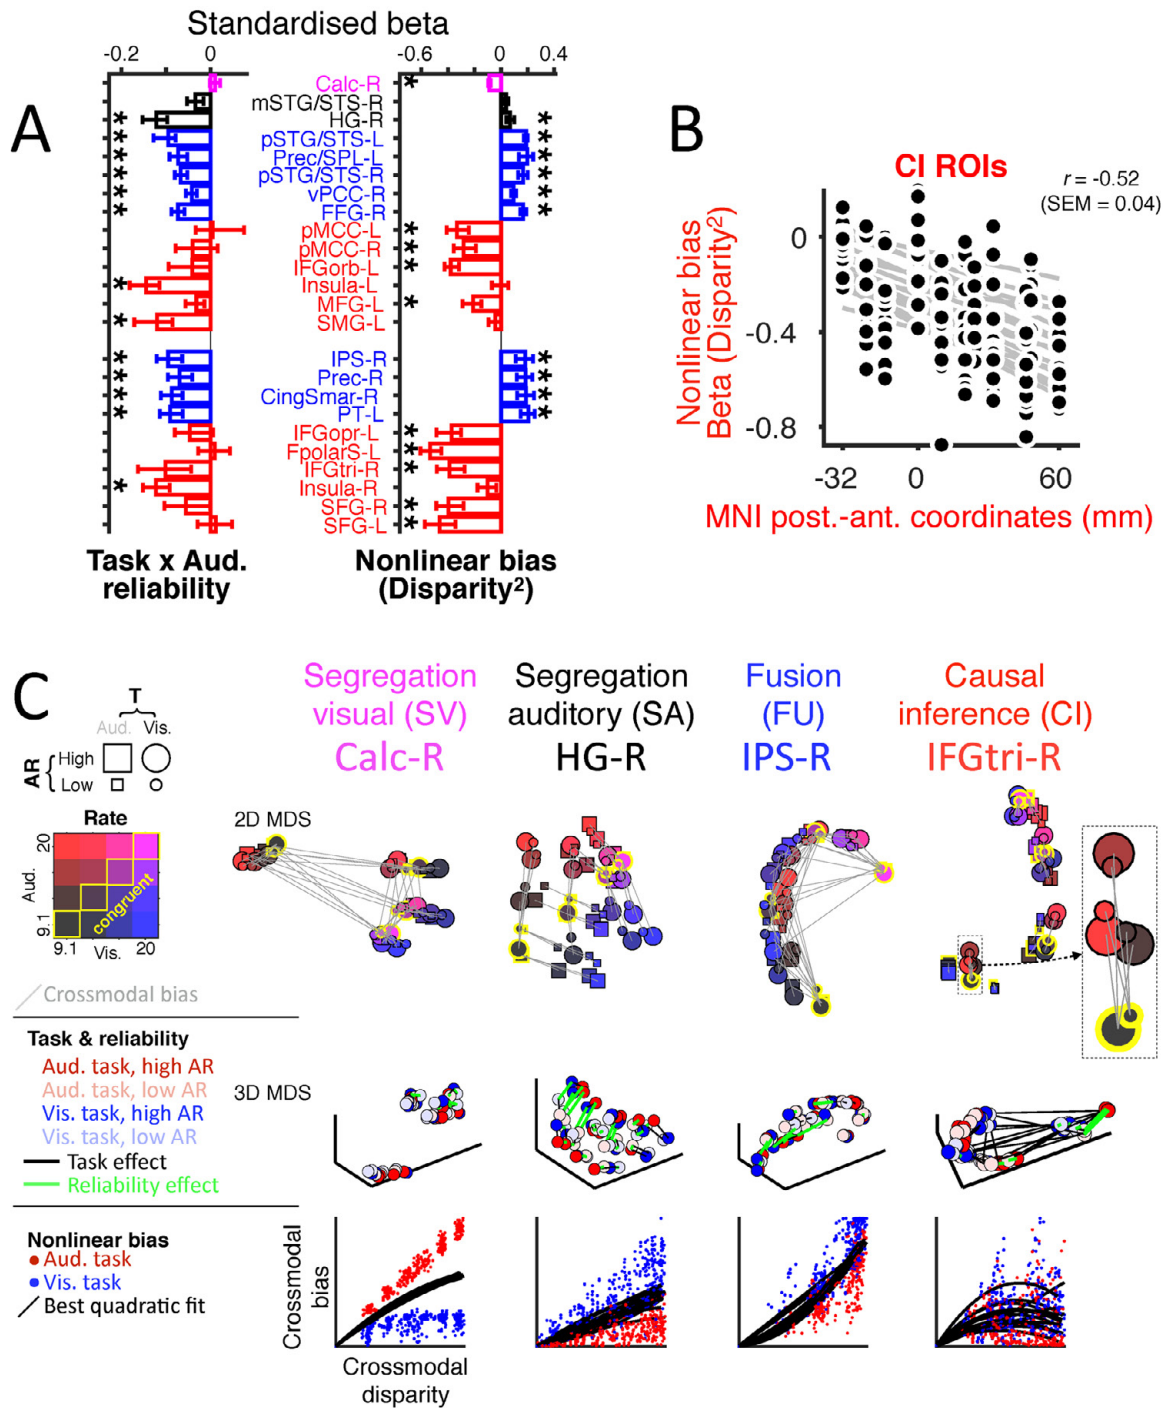 Standardised beta
-0.2
0
-0.6
0
0.4
A
Calc-R
mSTG/STS-R
HG-R
pSTG/STS-L
Prec/SPL-L
pSTG/STS-R
vPCC-R
FFG-R
pMCC-L
pMCC-R
IFGorb-L
Insula-L
MFG-L
SMG-L
IPS-R
Prec-R
CingSmar-R
PT-L
IFGopr-L
FpolarS-L
IFGtri-R
Insula-R
SFG-R
SFG-L
Task x Aud.
reliability
Nonlinear bias
(Disparity²)
B
CI ROIs
r = -0.52
(SEM = 0.04)
Nonlinear bias
Beta (Disparity²)
0
-0.4
-0.8
-32
0
60
MNI post.-ant. coordinates (mm)
C
T
Aud.
Vis.
AR
High
Low
Rate
20
Aud.
9.1
congruent
9.1
20
Vis.
Crossmodal bias
Segregation
visual (SV)
Calc-R
Segregation
auditory (SA)
HG-R
Fusion
(FU)
IPS-R
Causal
inference (CI)
IFGtri-R
2D MDS
Task & reliability
Aud. task, high AR
Aud. task, low AR
Vis. task, high AR
Vis. task, low AR
Task effect
Reliability effect
3D MDS
Nonlinear bias
Aud. task
Vis. task
Best quadratic fit
Crossmodal
bias
Crossmodal
disparity